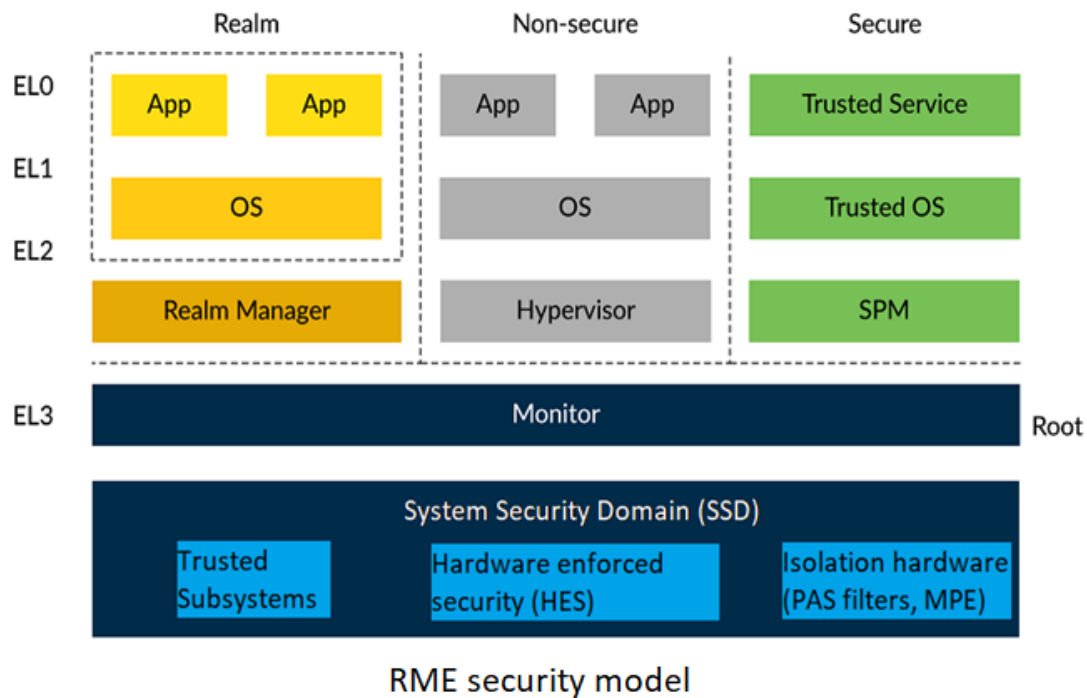 Realm Non-secure Secure
EL0 App App App App Trusted Service
EL1
OS OS Trusted OS
EL2
Realm Manager Hypervisor SPM
EL3 Monitor Root
System Security Domain (SSD)
Trusted
Subsystems
Hardware enforced
security (HES)
Isolation hardware
(PAS filters, MPE)
RME security model